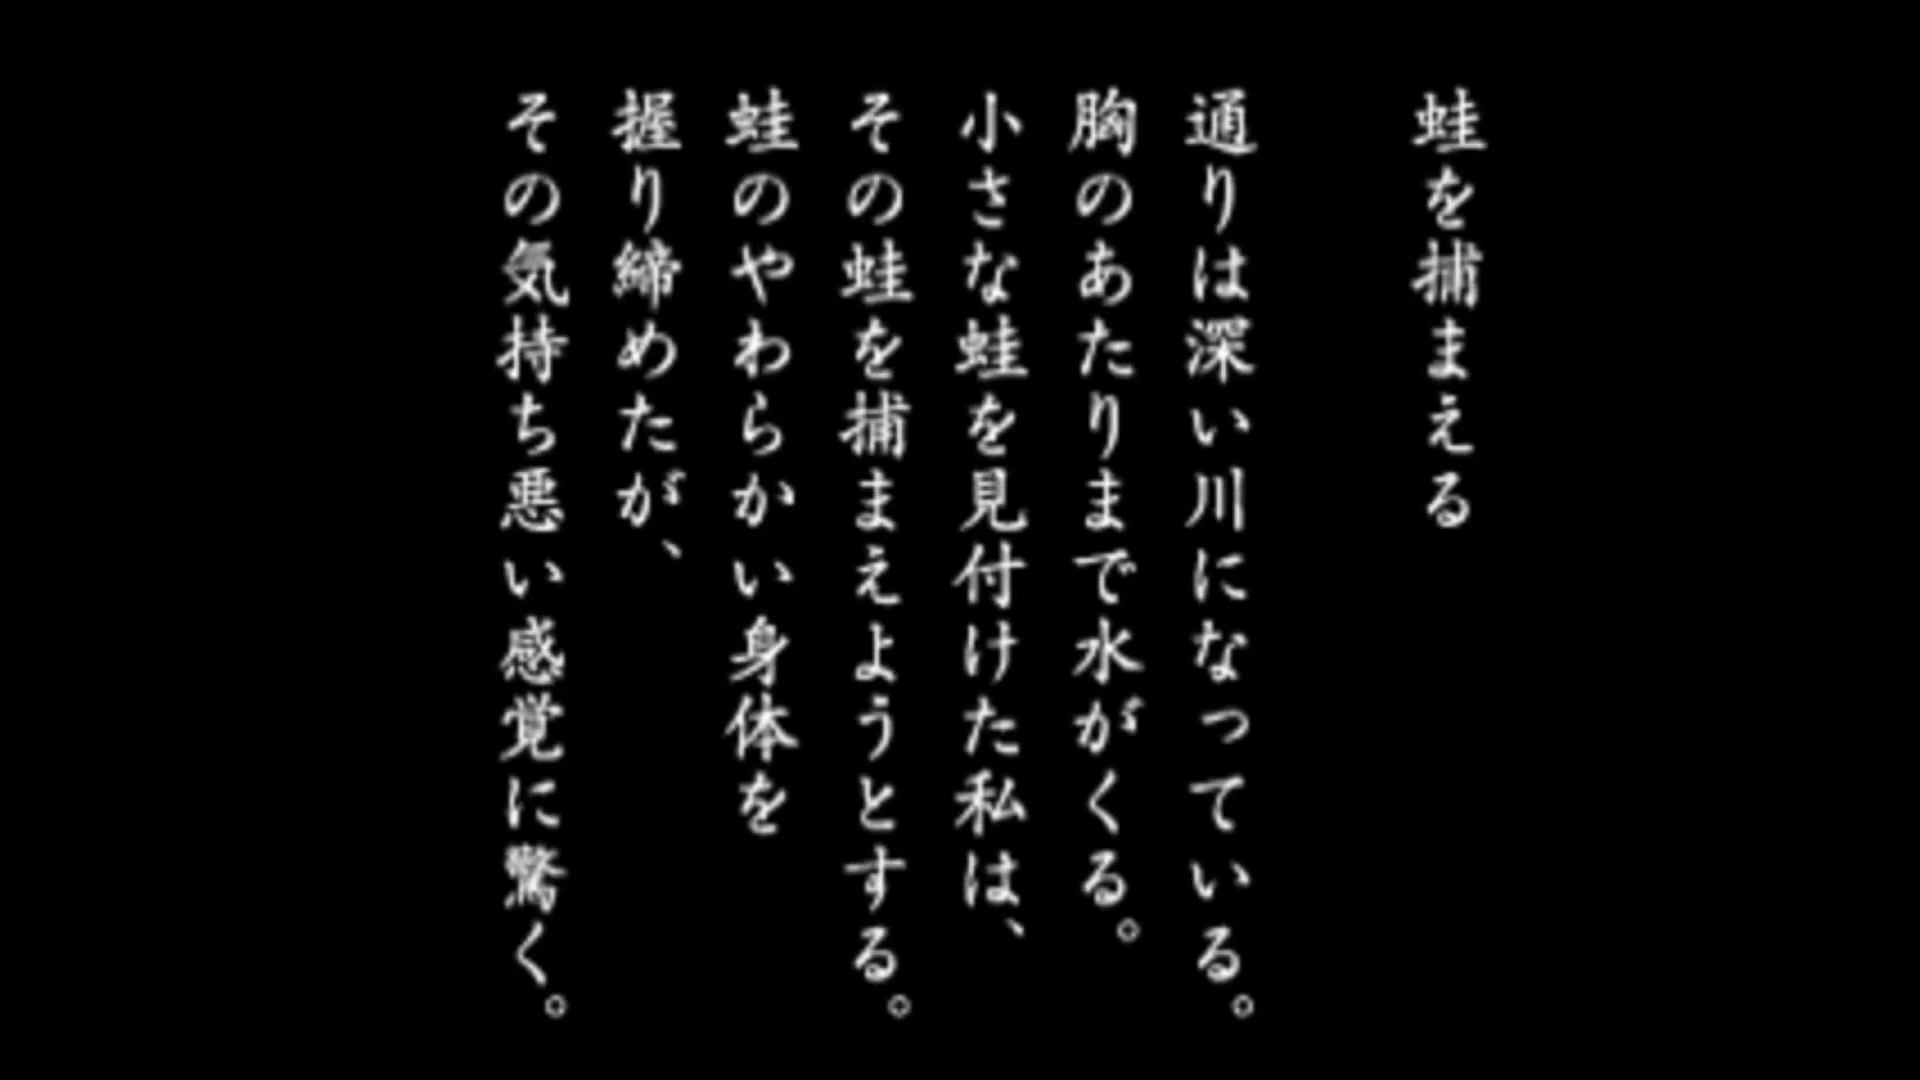 蛙を捕まえる
通りは深い川になっている。
胸のあたりまで水がくる。
小さな蛙を見付けた私は、
その蛙を捕まえようとする。
蛙のやわらかい身体を
握り締めたが、
その気持ち悪い感覚に驚く。